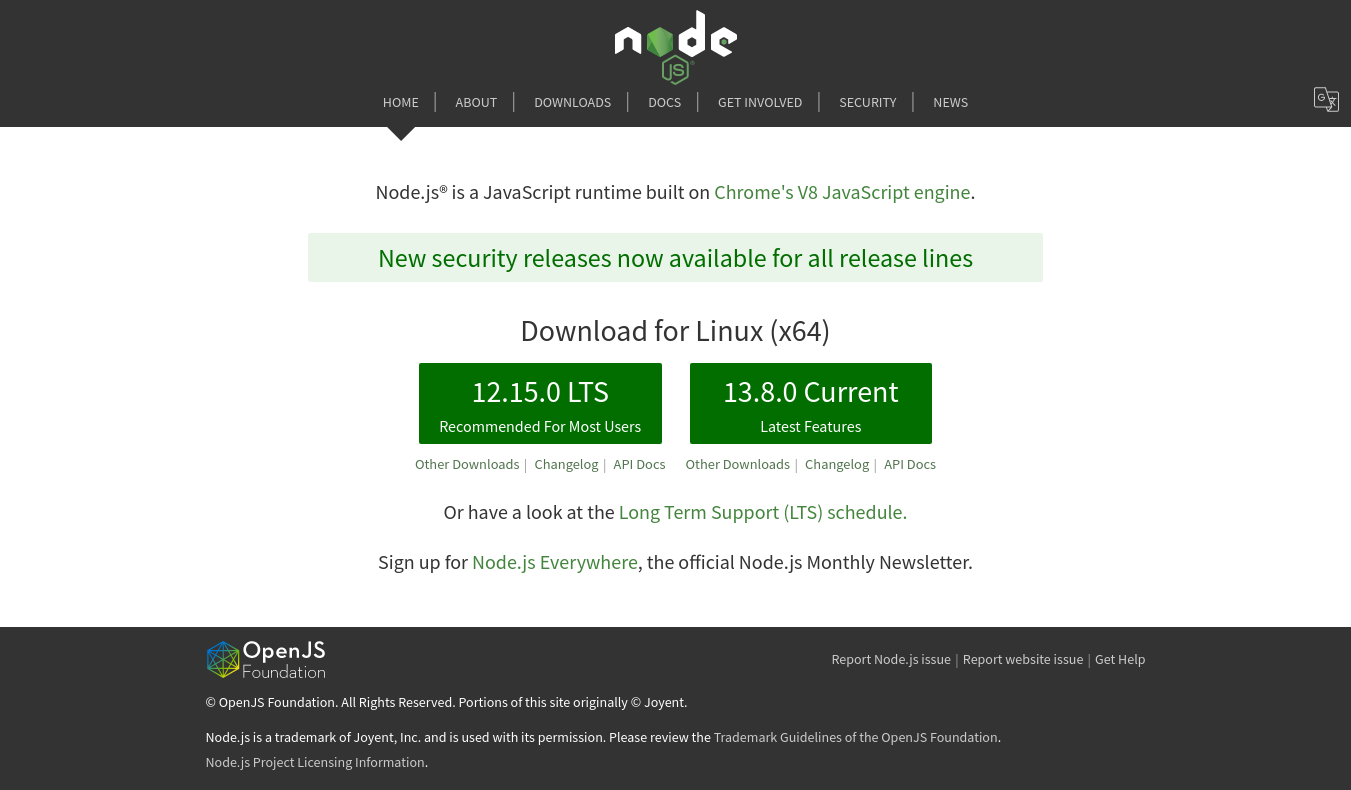 node
JS
HOME | ABOUT | DOWNLOADS | DOCS | GET INVOLVED | SECURITY | NEWS
Node.js® is a JavaScript runtime built on Chrome's V8 JavaScript engine.
New security releases now available for all release lines
Download for Linux (x64)
12.15.0 LTS
Recommended For Most Users
13.8.0 Current
Latest Features
Other Downloads | Changelog | API Docs
Other Downloads | Changelog | API Docs
Or have a look at the Long Term Support (LTS) schedule.
Sign up for Node.js Everywhere, the official Node.js Monthly Newsletter.
OpenJS
Foundation
Report Node.js issue | Report website issue | Get Help
© OpenJS Foundation. All Rights Reserved. Portions of this site originally © Joyent.
Node.js is a trademark of Joyent, Inc. and is used with its permission. Please review the Trademark Guidelines of the OpenJS Foundation.
Node.js Project Licensing Information.